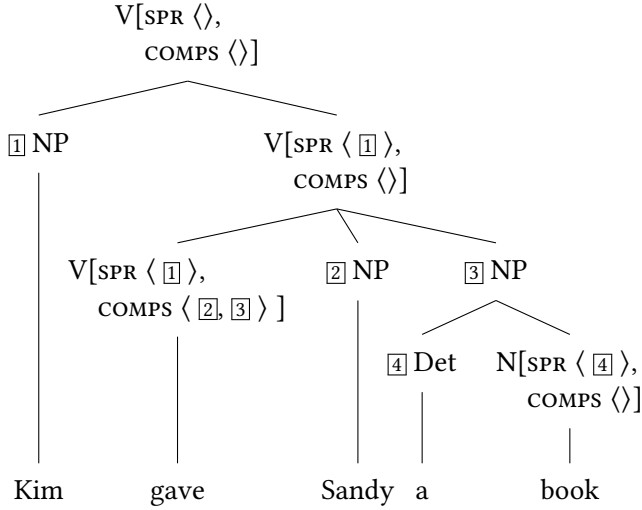 V[SPR ⟨⟩,
COMPS ⟨⟩]
1 NP
V[SPR ⟨ 1 ⟩,
COMPS ⟨⟩]
V[SPR ⟨ 1 ⟩,
COMPS ⟨ 2, 3 ⟩ ]
2 NP
3 NP
4 Det
N[SPR ⟨ 4 ⟩,
COMPS ⟨⟩]
Kim gave Sandy a book